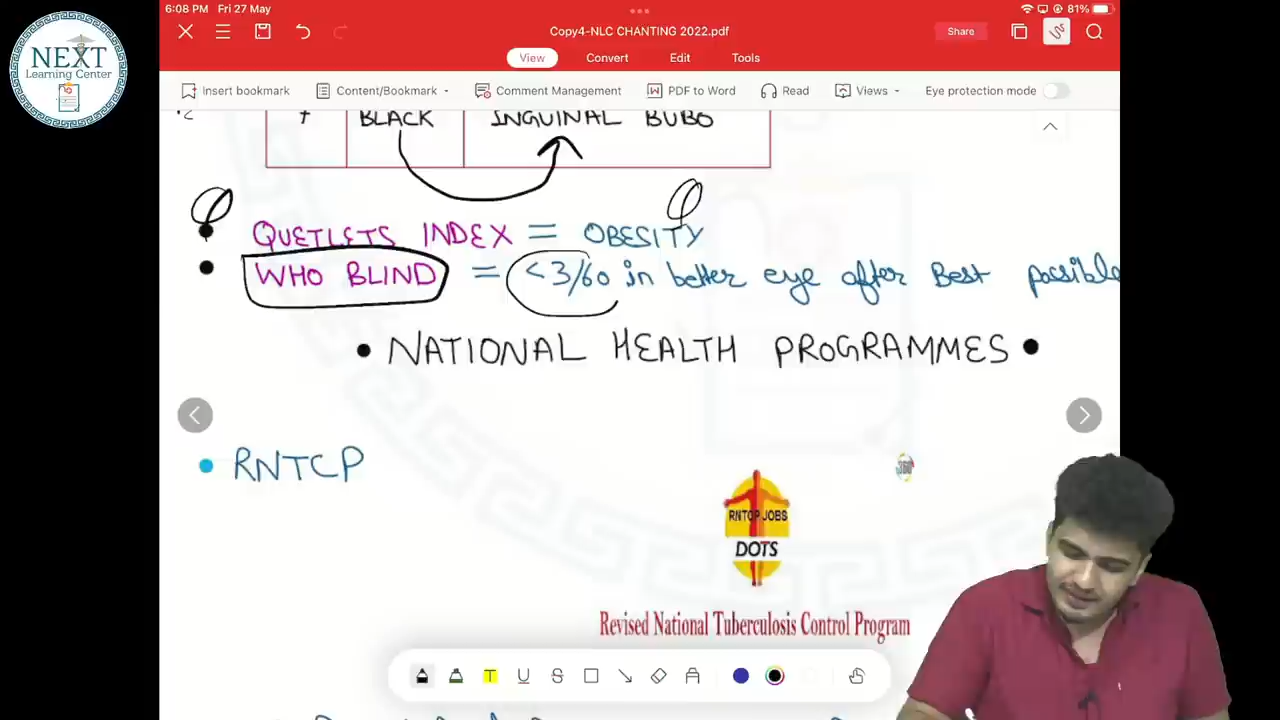 6:08 PM Fri 27 May
81%
NEXT
Learning Center
Copy4-NLC CHANTING 2022.pdf
Share
View Convert Edit Tools
Insert bookmark Content/Bookmark Comment Management PDF to Word Read Views Eye protection mode
BLACK INGUINAL BUBO
QUETLETS INDEX = OBESITY
WHO BLIND = <3/60 in better eye after Best possible
• NATIONAL HEALTH PROGRAMMES •
• RNTCP
360
RNTCP JOBS
DOTS
Revised National Tuberculosis Control Program
T U S A